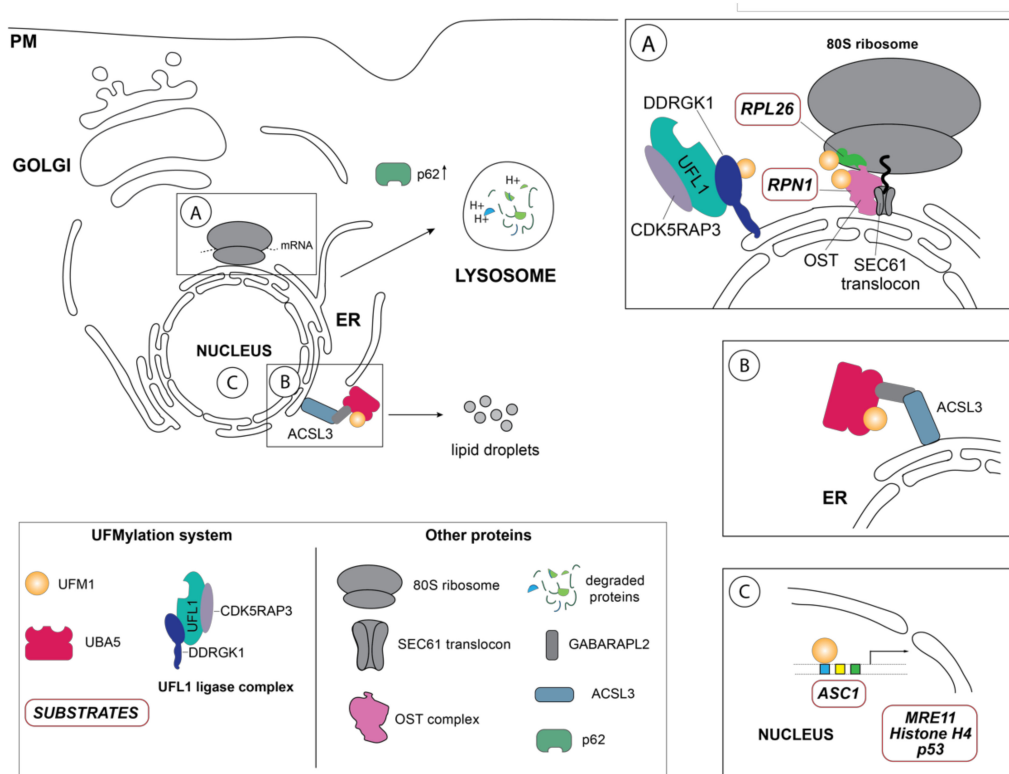 PM
GOLGI
A
mRNA
p62↑
H+
H+
H+
LYSOSOME
ER
NUCLEUS
C
B
ACSL3
lipid droplets
A
80S ribosome
DDRGK1
RPL26
UFL1
RPN1
CDK5RAP3
OST
SEC61
translocon
B
ACSL3
ER
C
ASC1
NUCLEUS
MRE11
Histone H4
p53
UFMylation system
UFM1
UBA5
SUBSTRATES
UFL1
CDK5RAP3
DDRGK1
UFL1 ligase complex
Other proteins
80S ribosome
SEC61 translocon
OST complex
degraded
proteins
GABARAPL2
ACSL3
p62